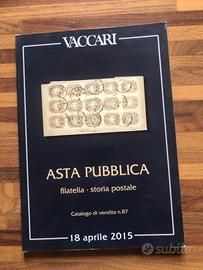 VACCARI
ASTA PUBBLICA
filatelia · storia postale
Catalogo di vendita n.87
18 aprile 2015
subito